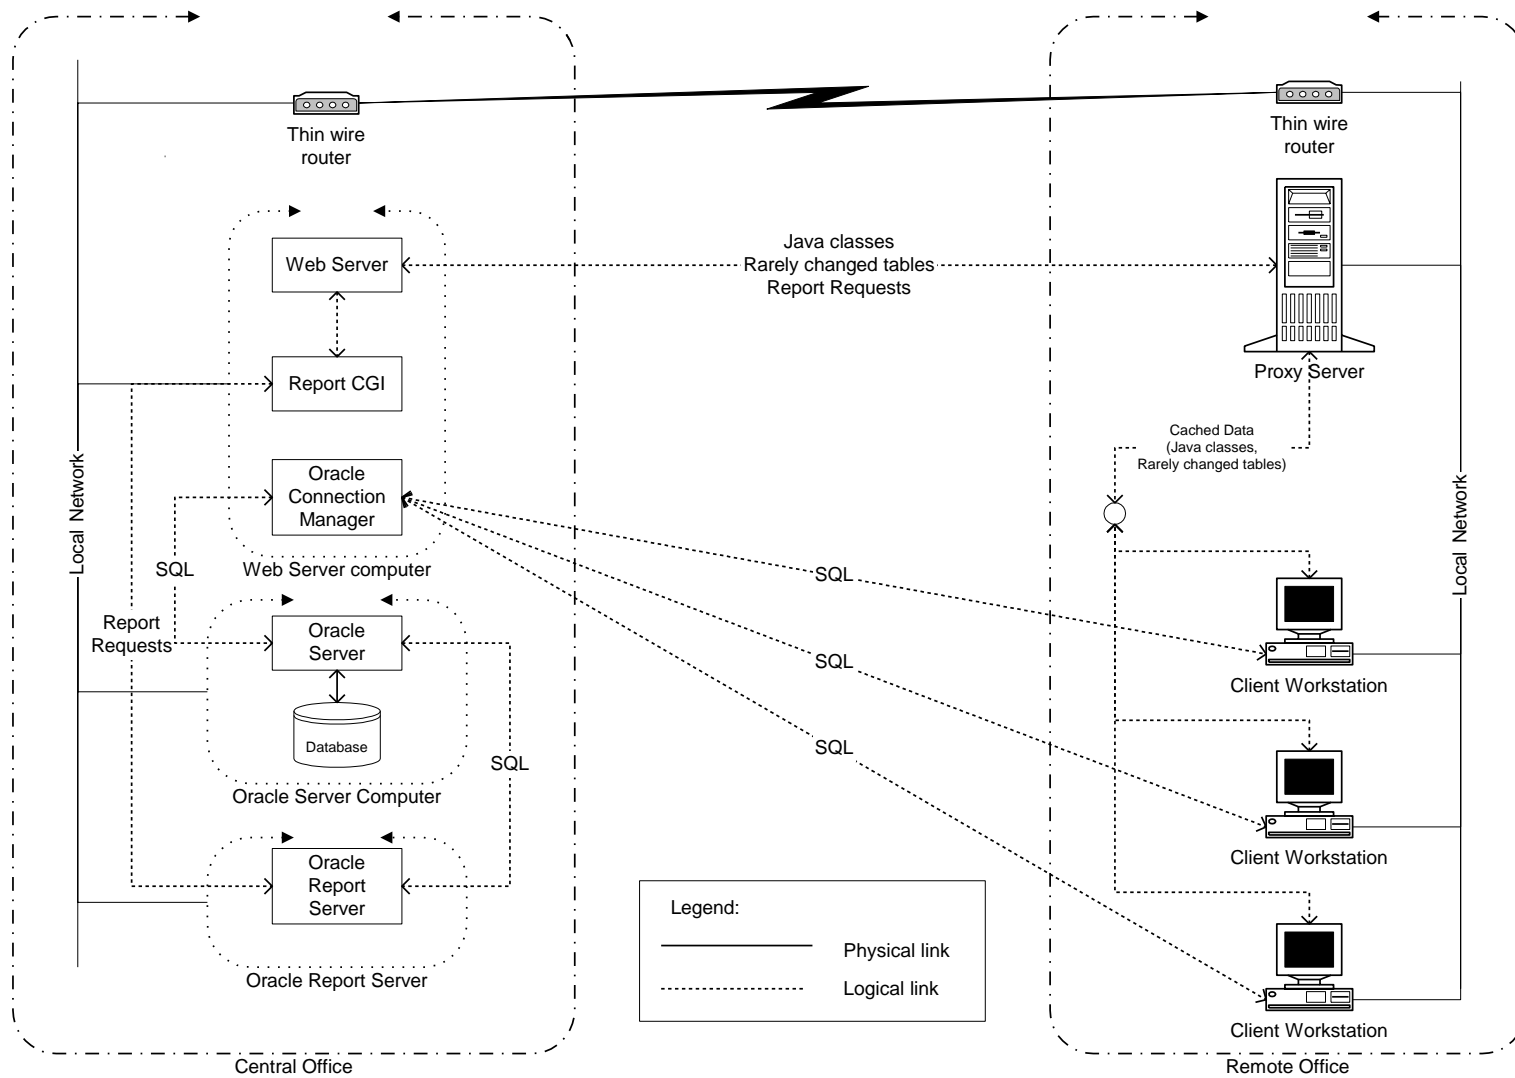 Thin wire
router
Thin wire
router
Web Server
Java classes
Rarely changed tables
Report Requests
Report CGI
Proxy Server
Cached Data
(Java classes,
Rarely changed tables)
Oracle
Connection
Manager
Local Network
Local Network
SQL
Web Server computer
SQL
Report
Requests
Oracle
Server
SQL
Client Workstation
Database
SQL
SQL
Oracle Server Computer
Client Workstation
Oracle
Report
Server
Oracle Report Server
Legend:
Physical link
Logical link
Client Workstation
Central Office
Remote Office